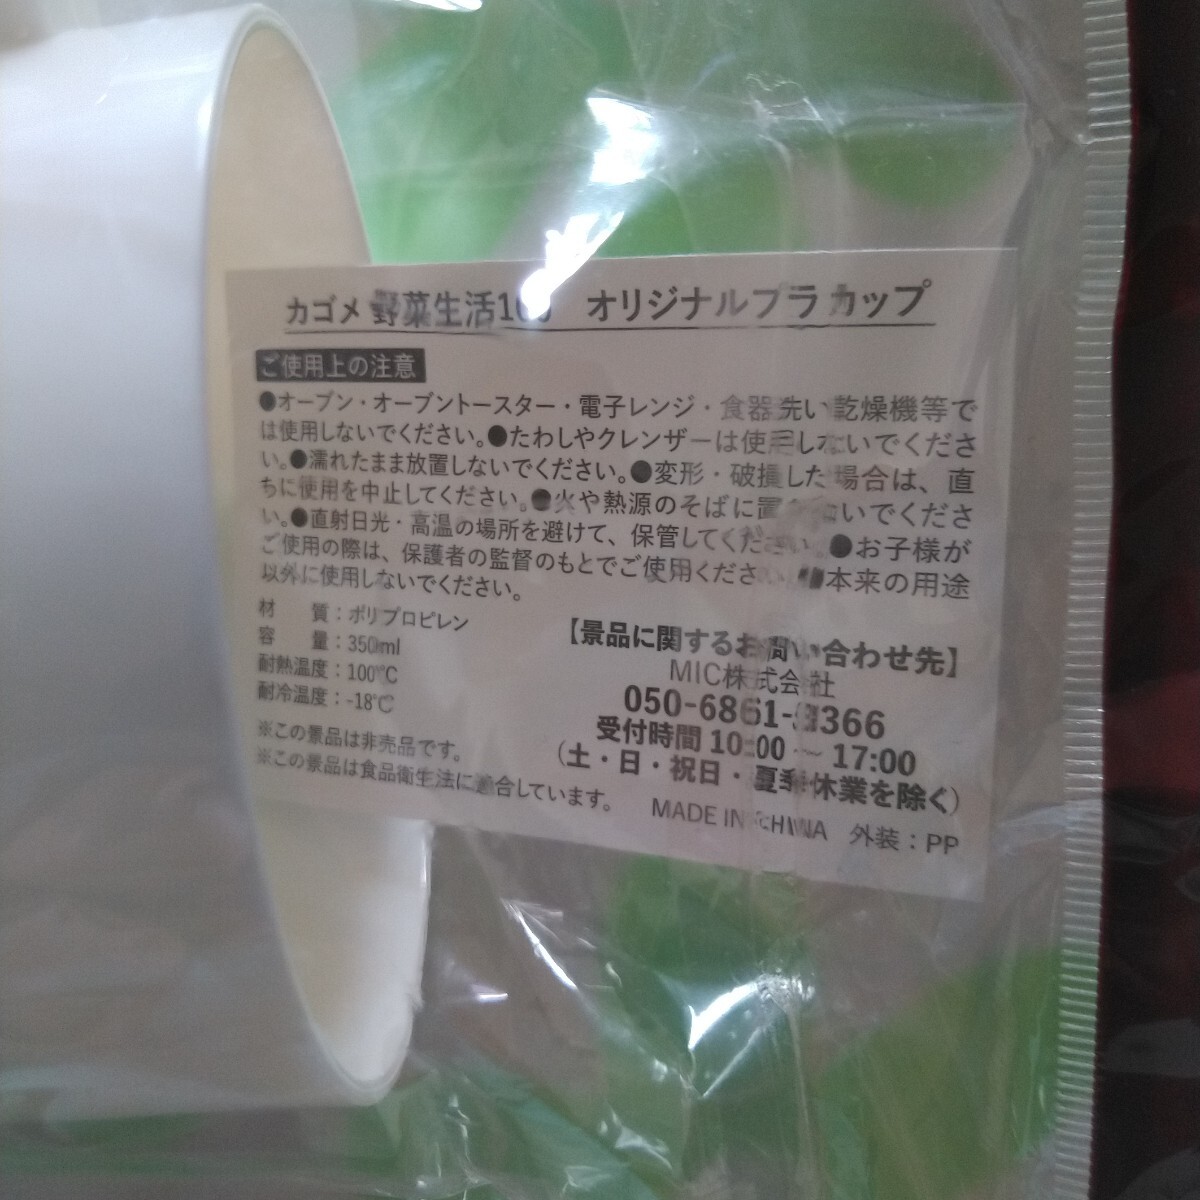 カゴメ 野菜生活100 オリジナルプラカップ
ご使用上の注意
●オーブン・オーブントースター・電子レンジ・食器洗い乾燥機等で
は使用しないでください。●たわしやクレンザーは使用しないでくださ
い。●濡れたまま放置しないでください。●変形・破損した場合は、直
ちに使用を中止してください。●火や熱源のそばに置かないでくださ
い。●直射日光・高温の場所を避けて、保管してください。●お子様が
ご使用の際は、保護者の監督のもとでご使用ください。●本来の用途
以外に使用しないでください。
材 質：ポリプロピレン
容 量：350ml
耐熱温度：100℃
耐冷温度：-18℃
※この景品は非売品です。
※この景品は食品衛生法に適合しています。
【景品に関するお問い合わせ先】
MIC株式会社
050-6861-
受付時間 10:00 ～ 17:00
（土・日・祝日・夏季休業を除く）
MADE IN CHINA 外装：PP